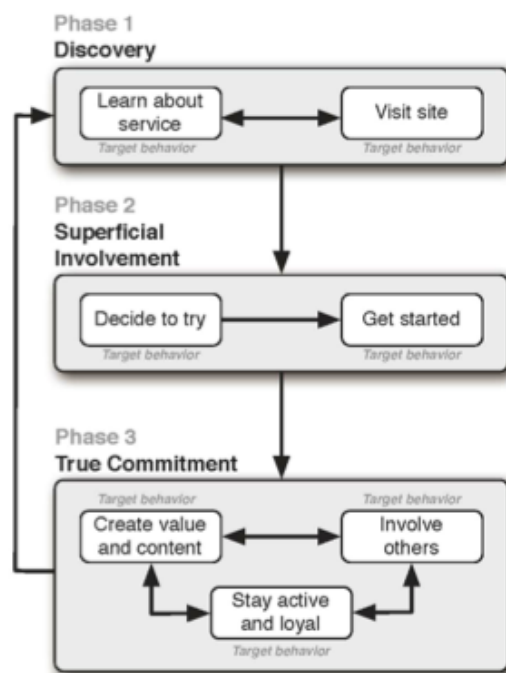 Phase 1
Discovery
Learn about
service
Target behavior
Visit site
Target behavior
Phase 2
Superficial
Involvement
Decide to try
Target behavior
Get started
Target behavior
Phase 3
True Commitment
Target behavior
Create value
and content
Target behavior
Involve
others
Stay active
and loyal
Target behavior